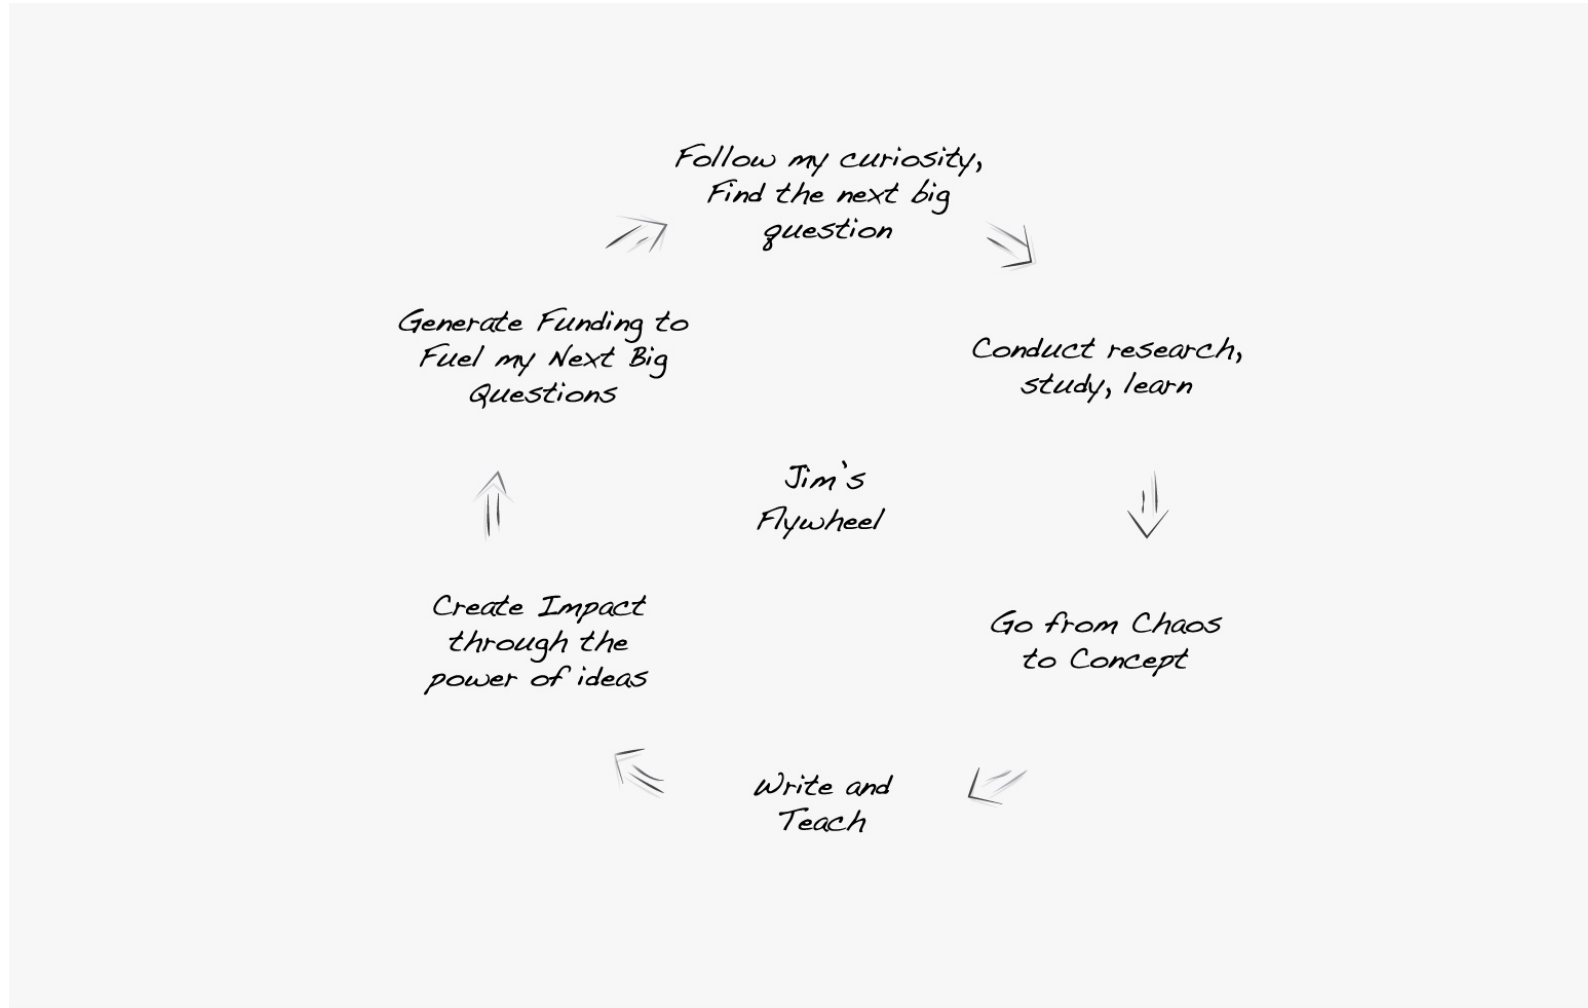 Follow my curiosity,
Find the next big
question
Conduct research,
study, learn
Go from Chaos
to Concept
Write and
Teach
Create Impact
through the
power of ideas
Generate Funding to
Fuel my Next Big
Questions
Jim's
Flywheel